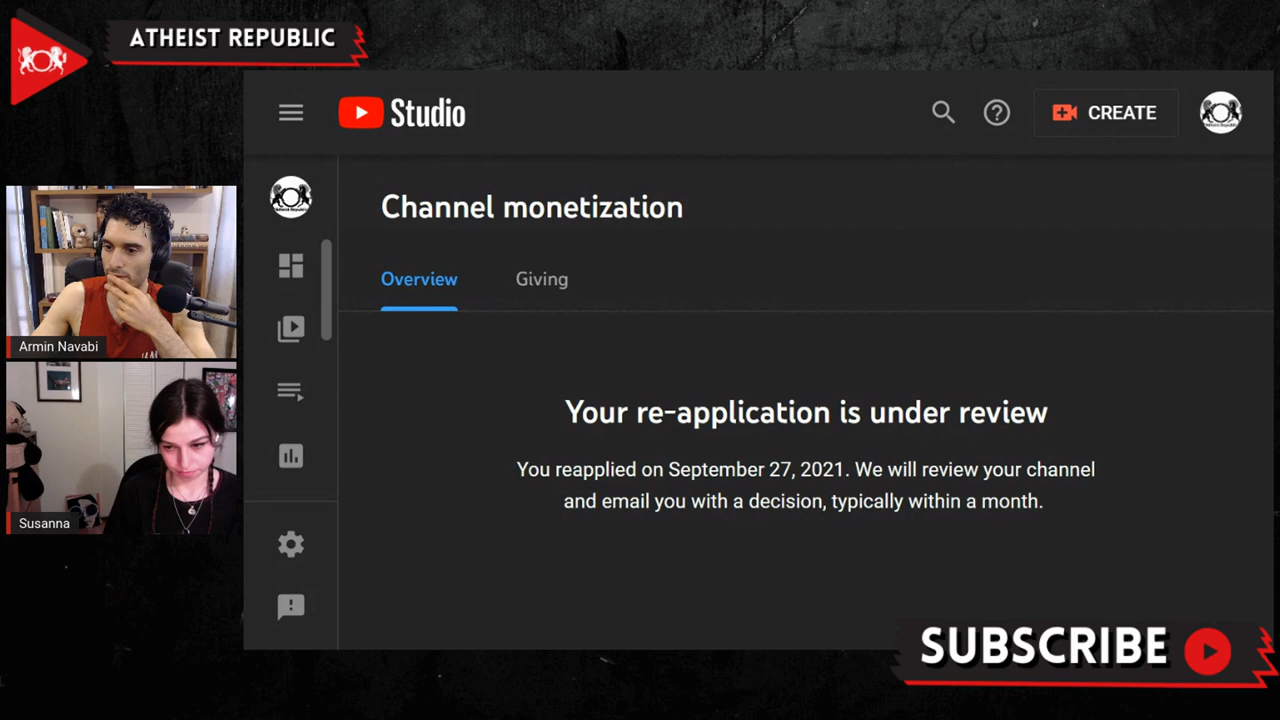 ATHEIST REPUBLIC
Studio
CREATE
Channel monetization
Overview
Giving
Your re-application is under review
You reapplied on September 27, 2021. We will review your channel
and email you with a decision, typically within a month.
Armin Navabi
Susanna
SUBSCRIBE